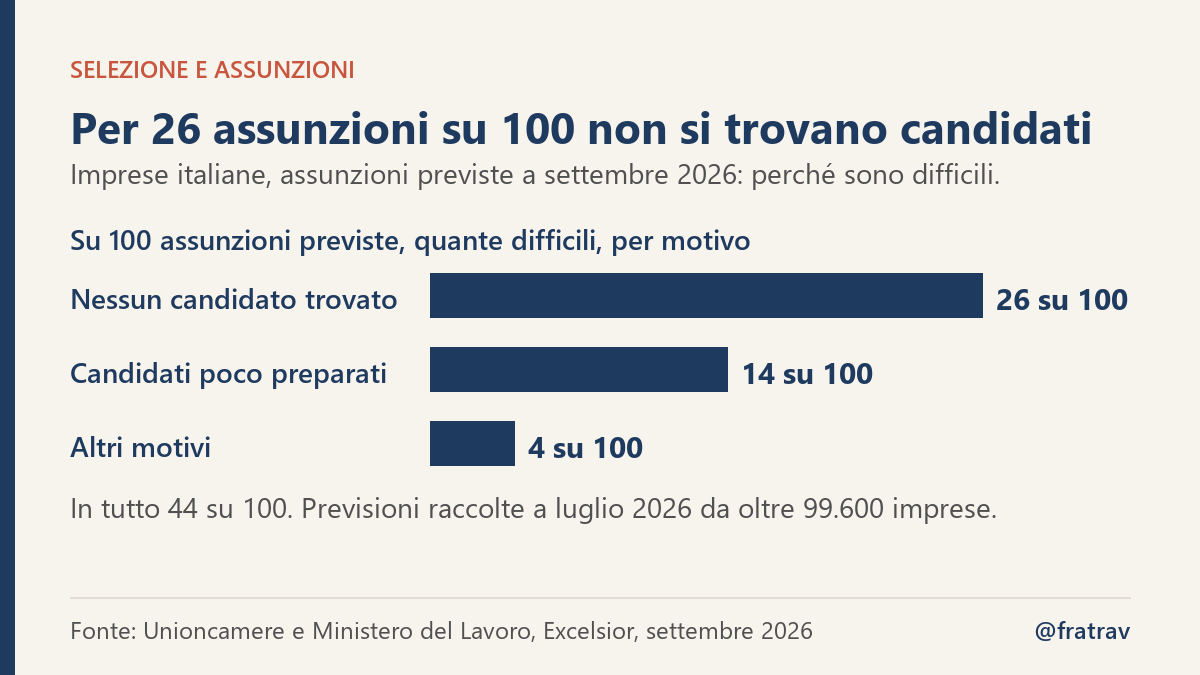 SELEZIONE E ASSUNZIONI
Per 26 assunzioni su 100 non si trovano candidati
Imprese italiane, assunzioni previste a settembre 2026: perché sono difficili.
Su 100 assunzioni previste, quante difficili, per motivo
Nessun candidato trovato 26 su 100
Candidati poco preparati 14 su 100
Altri motivi 4 su 100
In tutto 44 su 100. Previsioni raccolte a luglio 2026 da oltre 99.600 imprese.
Fonte: Unioncamere e Ministero del Lavoro, Excelsior, settembre 2026 @fratrav